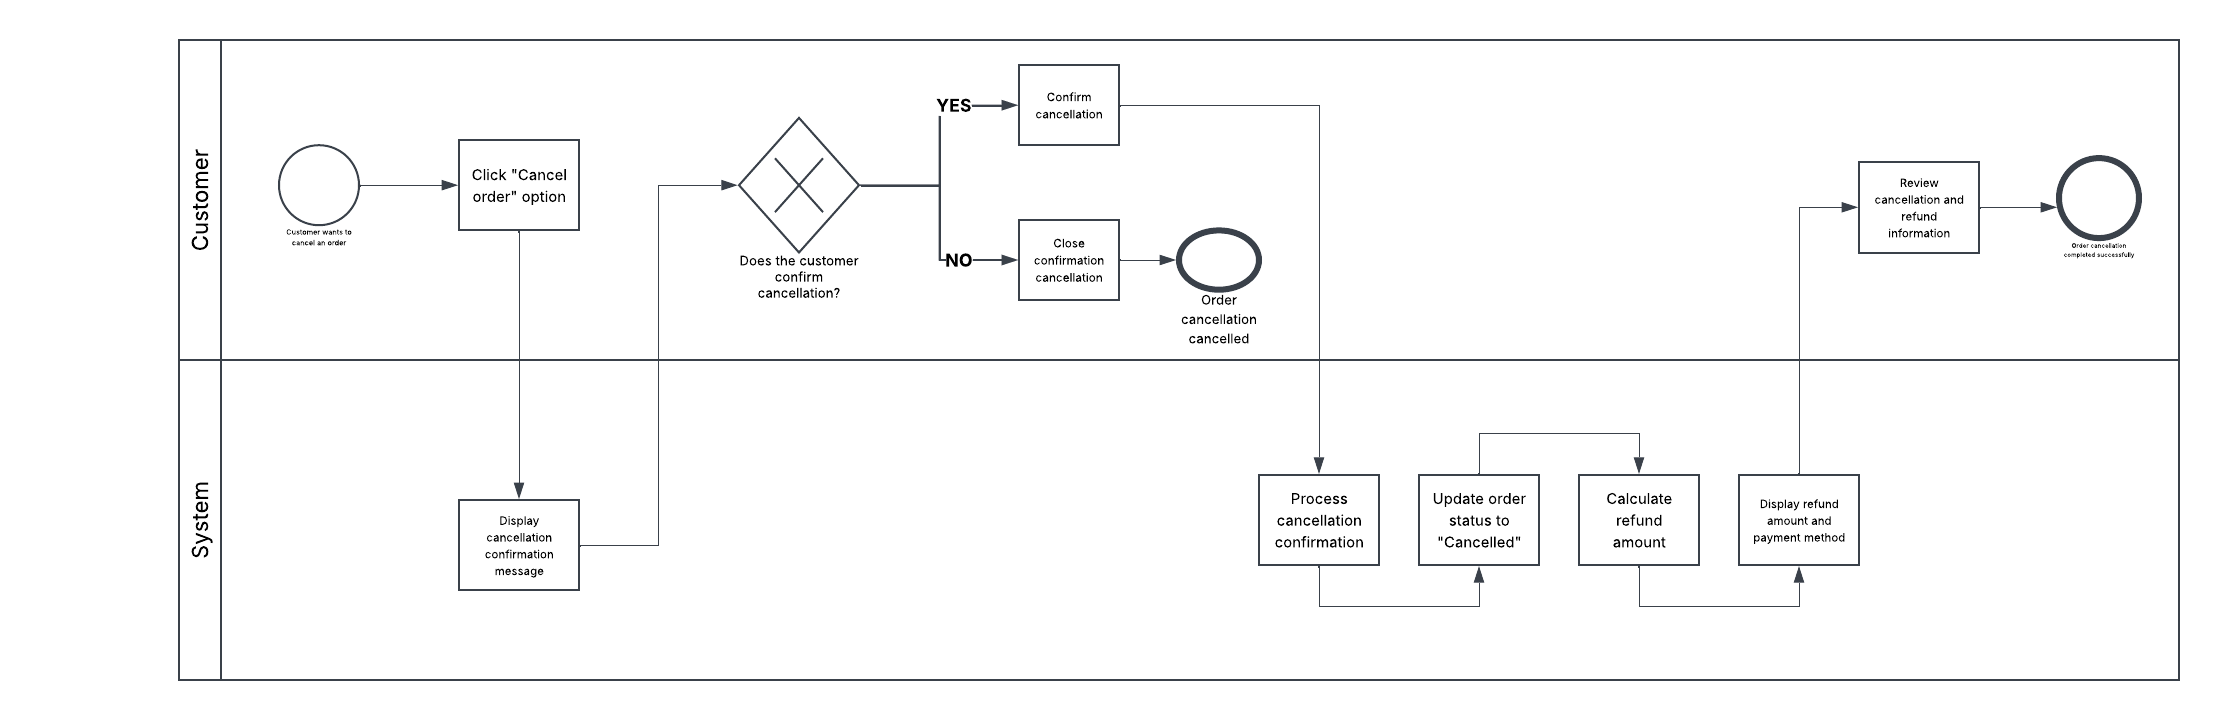 Customer
Customer wants to
cancel an order
Click "Cancel
order" option
Does the customer
confirm
cancellation?
YES
Confirm
cancellation
NO
Close
confirmation
cancellation
Order
cancellation
cancelled
Review
cancellation and
refund
information
Order cancellation
completed successfully
System
Display
cancellation
confirmation
message
Process
cancellation
confirmation
Update order
status to
"Cancelled"
Calculate
refund
amount
Display refund
amount and
payment method